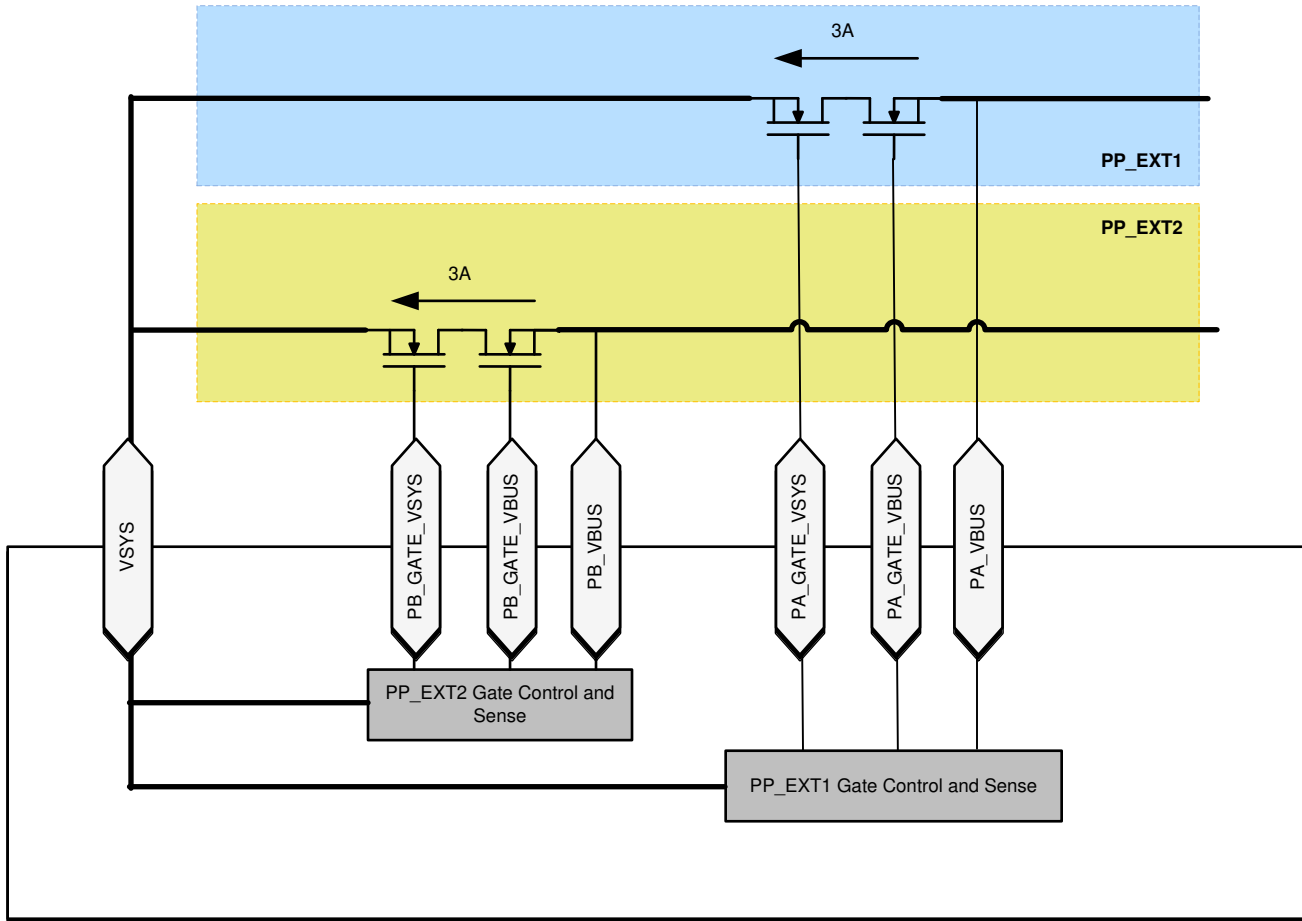 3A
PP_EXT1
PP_EXT2
3A
VSYS
PB_GATE_VSYS
PB_GATE_VBUS
PB_VBUS
PA_GATE_VSYS
PA_GATE_VBUS
PA_VBUS
PP_EXT2 Gate Control and
Sense
PP_EXT1 Gate Control and Sense